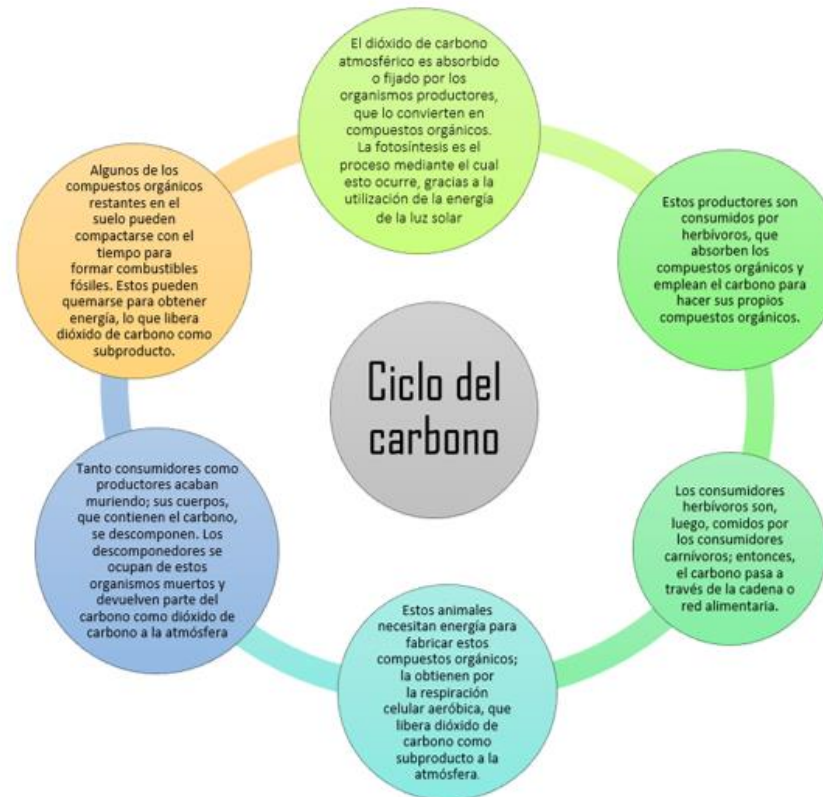 El dióxido de carbono
atmosférico es absorbido
o fijado por los
organismos productores,
que lo convierten en
compuestos orgánicos.
La fotosíntesis es el
proceso mediante el cual
esto ocurre, gracias a la
utilización de la energía
de la luz solar
Estos productores son
consumidos por
herbívoros, que
absorben los
compuestos orgánicos y
emplean el carbono para
hacer sus propios
compuestos orgánicos.
Los consumidores
herbívoros son,
luego, comidos por
los consumidores
carnívoros; entonces,
el carbono pasa a
través de la cadena o
red alimentaria.
Estos animales
necesitan energía para
fabricar estos
compuestos orgánicos;
la obtienen por
la respiración
celular aeróbica, que
libera dióxido de
carbono como
subproducto a la
atmósfera.
Tanto consumidores como
productores acaban
muriendo; sus cuerpos,
que contienen el carbono,
se descomponen. Los
descomponedores se
ocupan de estos
organismos muertos y
devuelven parte del
carbono como dióxido de
carbono a la atmósfera
Algunos de los
compuestos orgánicos
restantes en el
suelo pueden
compactarse con el
tiempo para
formar combustibles
fósiles. Estos pueden
quemarse para obtener
energía, lo que libera
dióxido de carbono como
subproducto.
Ciclo del
carbono